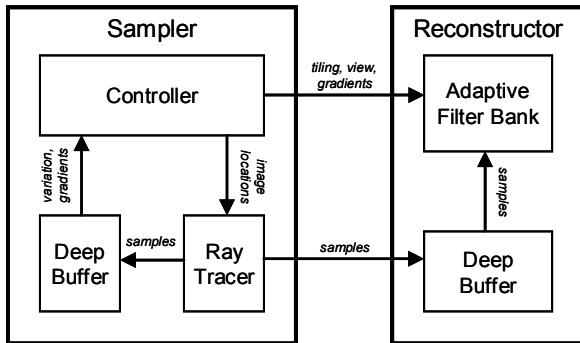 Sampler
Reconstructor
Controller
tiling, view,
gradients
Adaptive
Filter Bank
variation,
gradients
image
locations
samples
Deep
Buffer
samples
Ray
Tracer
samples
Deep
Buffer